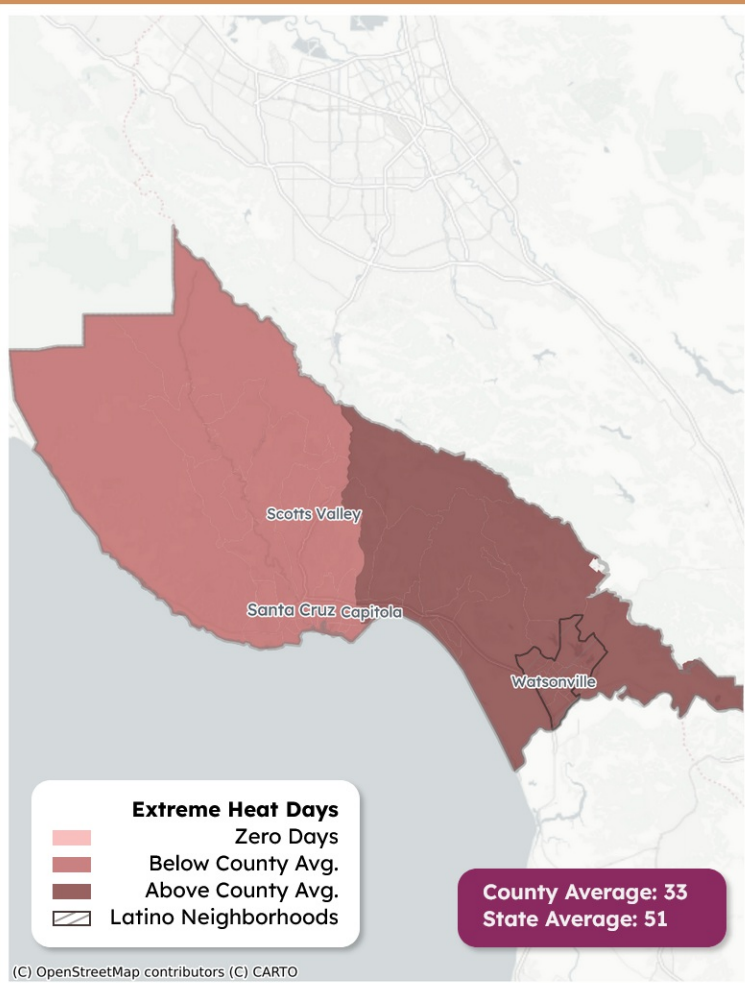 Scotts Valley
Santa Cruz
Capitola
Watsonville
Extreme Heat Days
Zero Days
Below County Avg.
Above County Avg.
Latino Neighborhoods
County Average: 33
State Average: 51
(C) OpenStreetMap contributors (C) CARTO